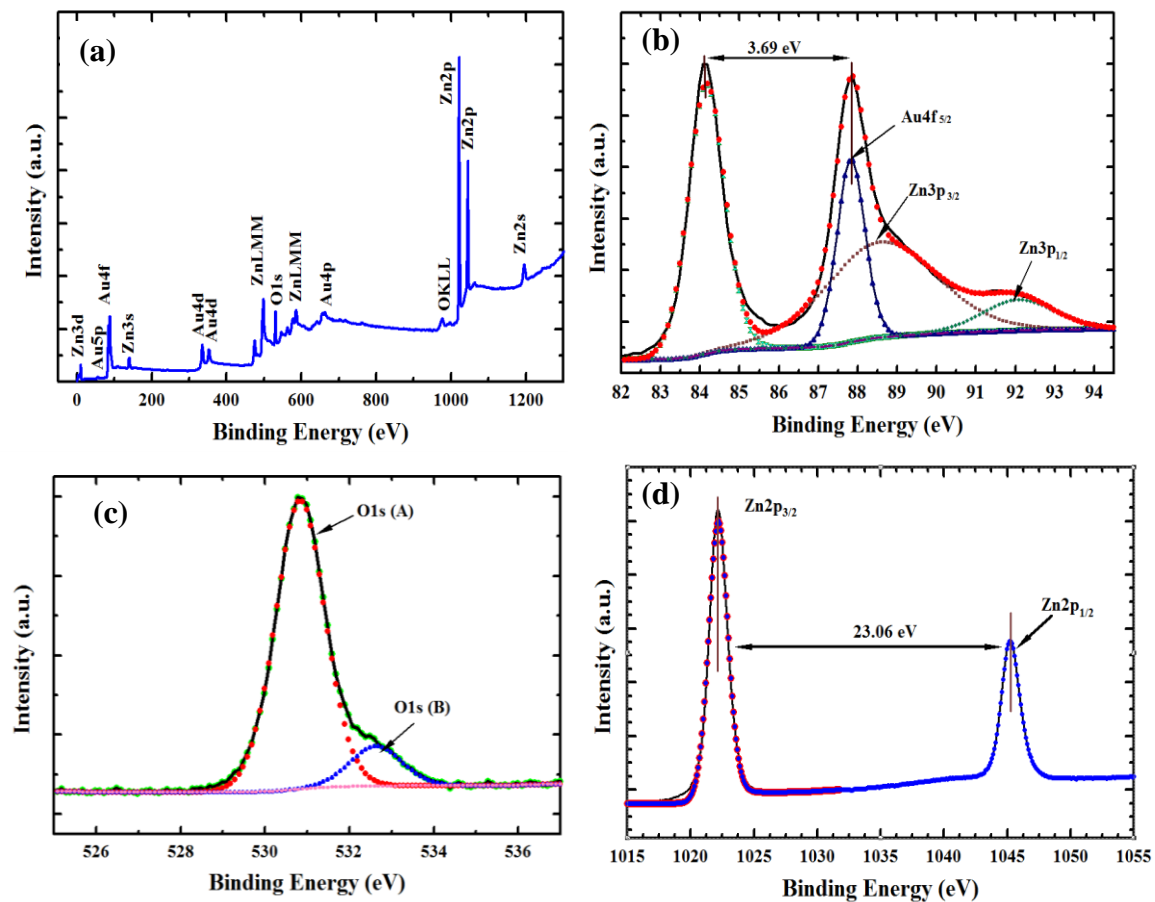 (a)
Zn3d
Au5p
Au4f
Zn3s
Au4d
Au4d
ZnLMM
O1s
ZnLMM
Au4p
OKLL
Zn2p
Zn2p
Zn2s
Intensity (a.u.)
0 200 400 600 800 1000 1200
Binding Energy (eV)
(b)
3.69 eV
Au4f 5/2
Zn3p 3/2
Zn3p1/2
Intensity (a.u.)
82 83 84 85 86 87 88 89 90 91 92 93 94
Binding Energy (eV)
(c)
O1s (A)
O1s (B)
Intensity (a.u.)
526 528 530 532 534 536
Binding Energy (eV)
(d)
Zn2p3/2
Zn2p1/2
23.06 eV
Intensity (a.u.)
1015 1020 1025 1030 1035 1040 1045 1050 1055
Binding Energy (eV)